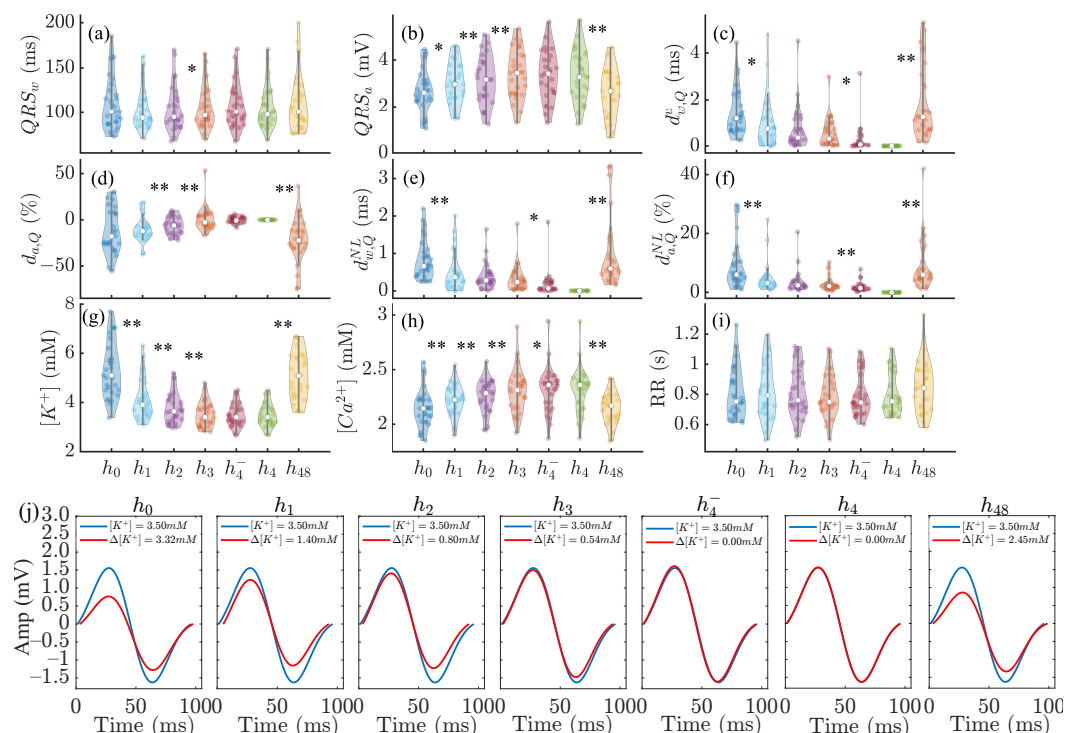 (a) (b) (c)
QRS_w (ms) 200 150 100
QRS_a (mV) 4 2 0
d^v_{w,Q} (ms) 4 2 0
* * ** ** ** * * **
(d) (e) (f)
d_{a,Q} (%) 50 0 −50
d^{NL}_{w,Q} (ms) 2 1 0
d^{NL}_{a,Q} (%) 40 20 0
** ** ** ** * ** ** ** **
(g) (h) (i)
[K^+] (mM) 8 6 4 2
[Ca^{2+}] (mM) 3 2.5 2
RR (s) 1.2 1 0.8 0.6
** ** ** ** ** ** ** * **
h_0 h_1 h_2 h_3 h_4^− h_4 h_48
h_0 h_1 h_2 h_3 h_4^− h_4 h_48
h_0 h_1 h_2 h_3 h_4^− h_4 h_48
(j) h_0 h_1 h_2 h_3 h_4^− h_4 h_48
Amp (mV) 3.0 2.5 2.0 1.5 1.0 0.5 0 −0.5 −1 −1.5
[K^+] = 3.50mM
Δ[K^+] = 3.32mM
[K^+] = 3.50mM
Δ[K^+] = 1.40mM
[K^+] = 3.50mM
Δ[K^+] = 0.80mM
[K^+] = 3.50mM
Δ[K^+] = 0.54mM
[K^+] = 3.50mM
Δ[K^+] = 0.00mM
[K^+] = 3.50mM
Δ[K^+] = 0.00mM
[K^+] = 3.50mM
Δ[K^+] = 2.45mM
0 50 100 0 50 100 0 50 100 0 50 100 0 50 100 0 50 100 0 50 100
Time (ms) Time (ms) Time (ms) Time (ms) Time (ms) Time (ms) Time (ms)